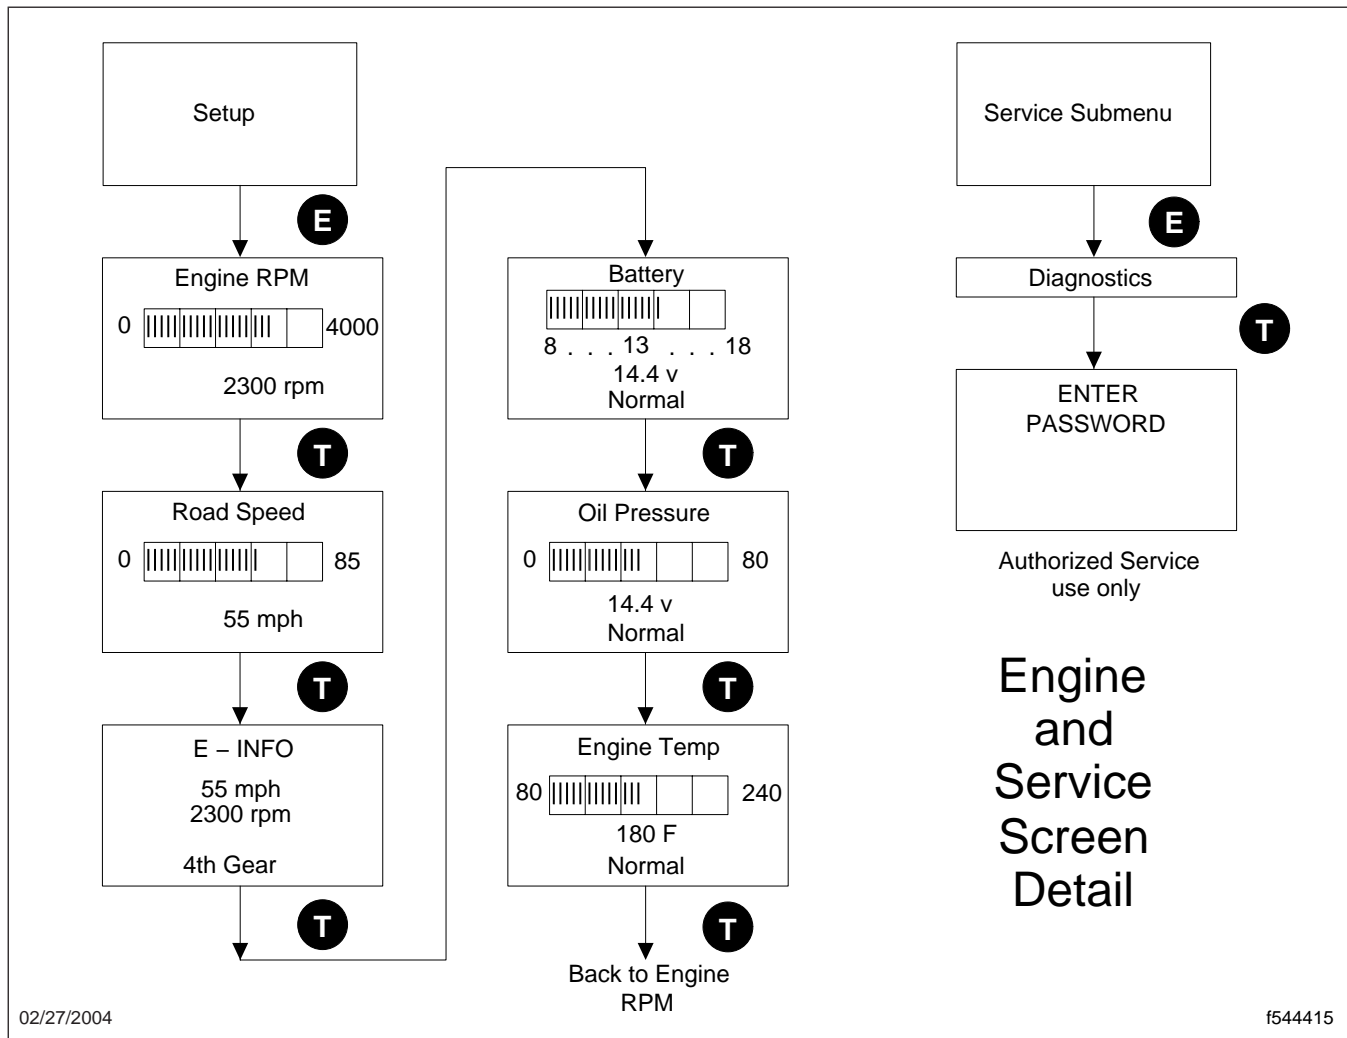 Setup
E
Engine RPM
0 4000
2300 rpm
T
Road Speed
0 85
55 mph
T
E – INFO
55 mph
2300 rpm
4th Gear
T
Battery
8 . . . 13 . . . 18
14.4 v
Normal
T
Oil Pressure
0 80
14.4 v
Normal
T
Engine Temp
80 240
180 F
Normal
T
Back to Engine
RPM
Service Submenu
E
Diagnostics
T
ENTER
PASSWORD
Authorized Service
use only
Engine
and
Service
Screen
Detail
02/27/2004
f544415